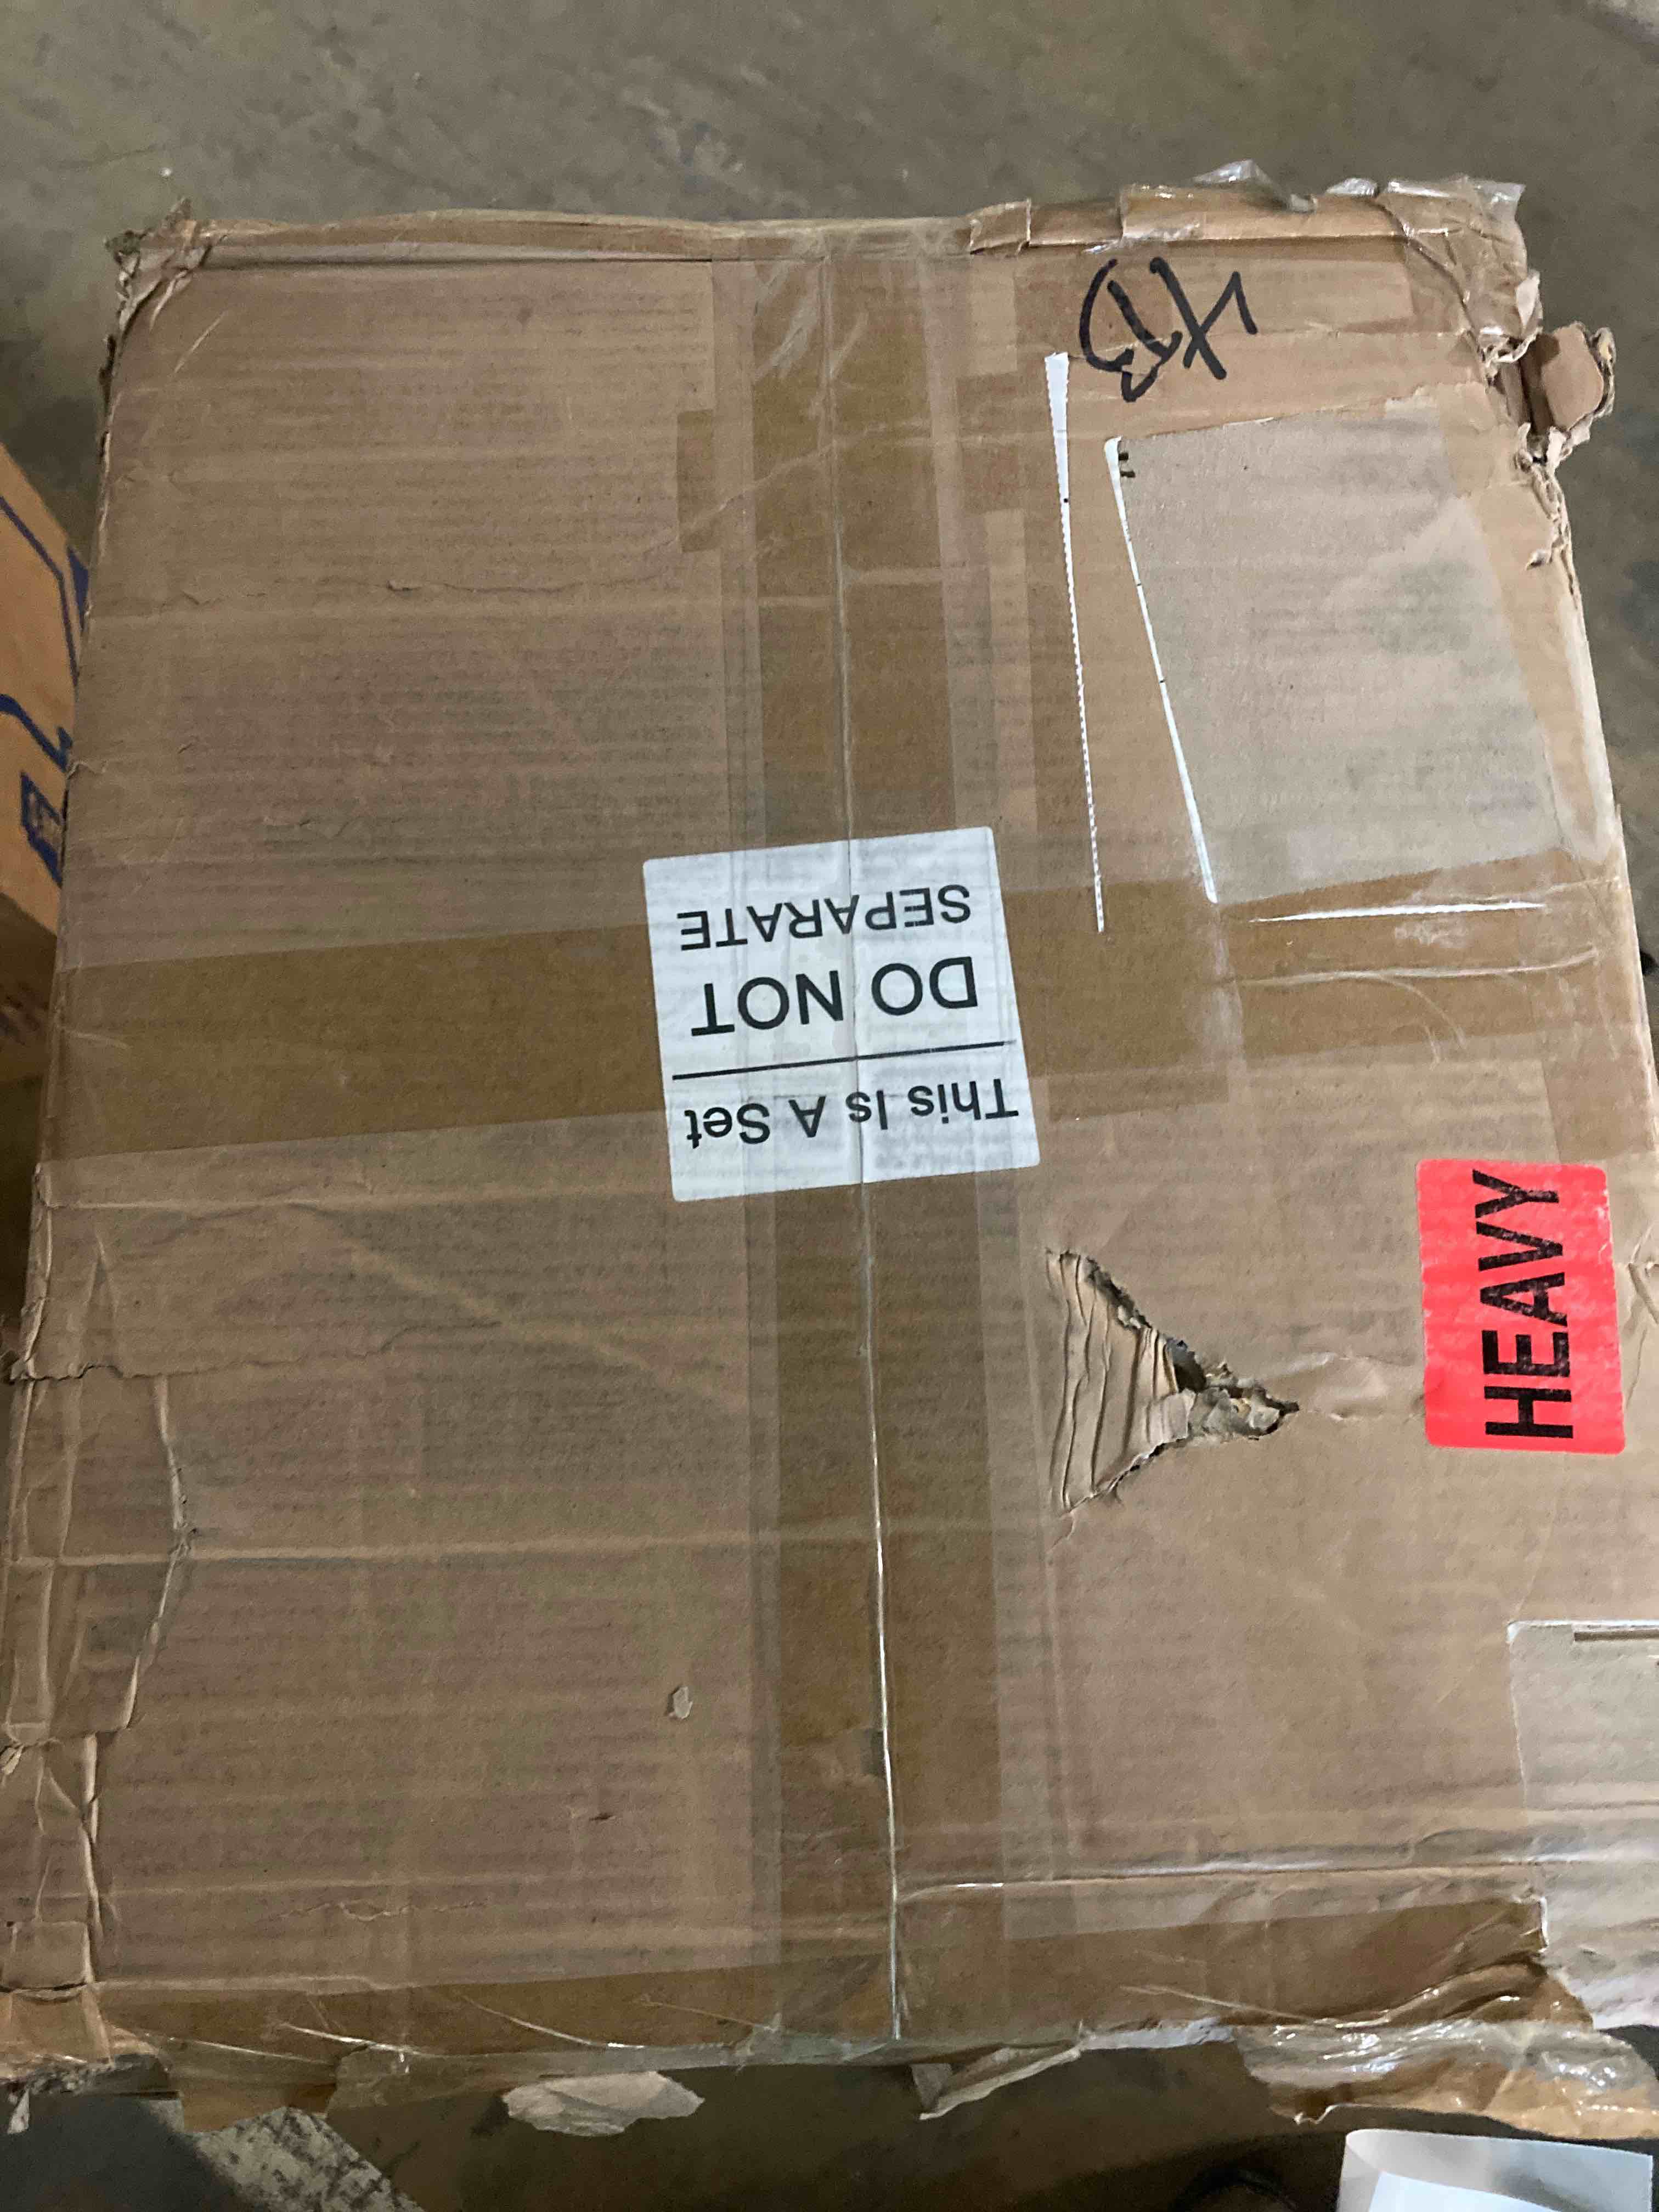 This Is A Set
DO NOT
SEPARATE
HEAVY